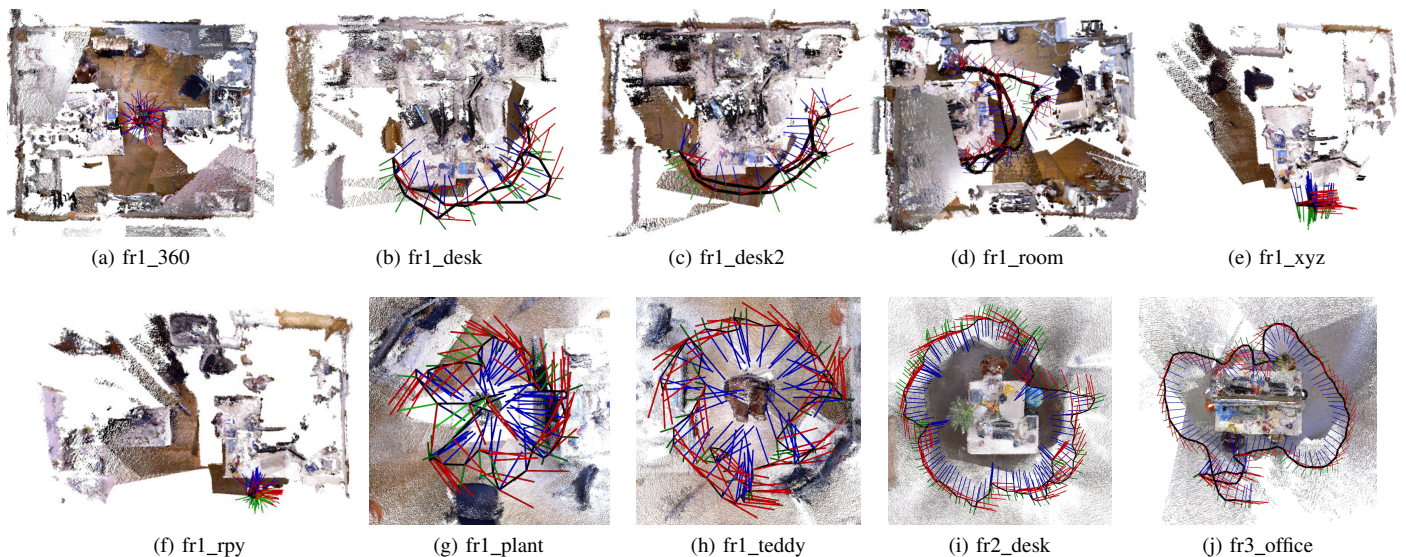 (a) fr1_360
(b) fr1_desk
(c) fr1_desk2
(d) fr1_room
(e) fr1_xyz
(f) fr1_rpy
(g) fr1_plant
(h) fr1_teddy
(i) fr2_desk
(j) fr3_office